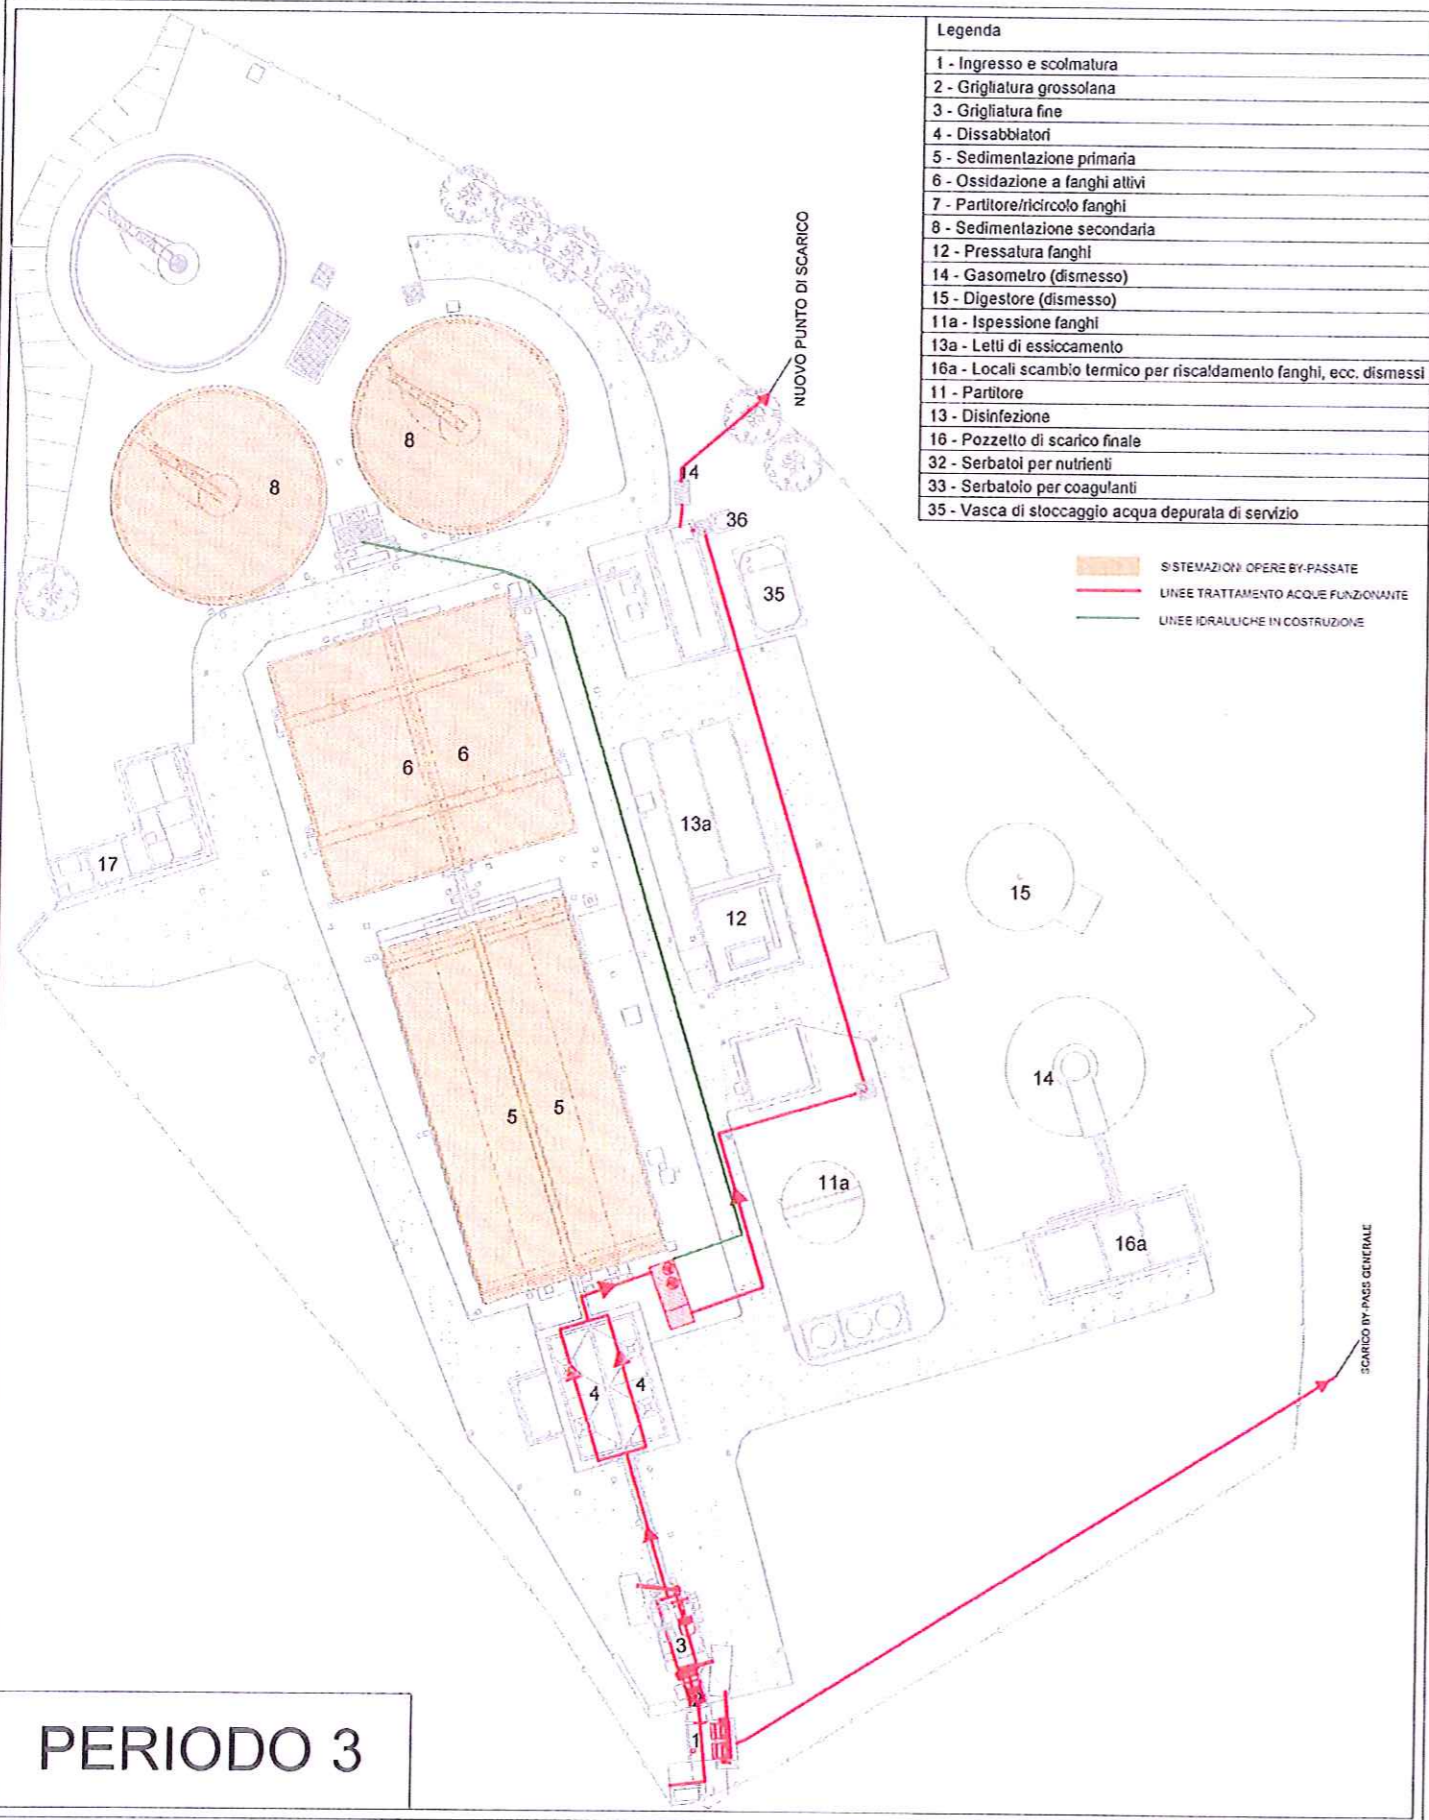 Legenda
1 - Ingresso e scolmatura
2 - Grigliatura grossolana
3 - Grigliatura fine
4 - Dissabbiatori
5 - Sedimentazione primaria
6 - Ossidazione a fanghi attivi
7 - Partitore/ricircolo fanghi
8 - Sedimentazione secondaria
12 - Pressatura fanghi
14 - Gasometro (dismesso)
15 - Digestore (dismesso)
11a - Ispessione fanghi
13a - Letti di essiccamento
16a - Locali scambio termico per riscaldamento fanghi, ecc. dismessi
11 - Partitore
13 - Disinfezione
16 - Pozzetto di scarico finale
32 - Serbatoi per nutrienti
33 - Serbatoio per coagulanti
35 - Vasca di stoccaggio acqua depurata di servizio
SISTEMAZIONI OPERE BY-PASSATE
LINEE TRATTAMENTO ACQUE FUNZIONANTE
LINEE IDRAULICHE IN COSTRUZIONE
NUOVO PUNTO DI SCARICO
8
8
14
36
35
6
6
13a
17
12
15
14
5
5
11a
16a
SCARICO BY-PASS GENERALE
4
4
3
2
1
PERIODO 3